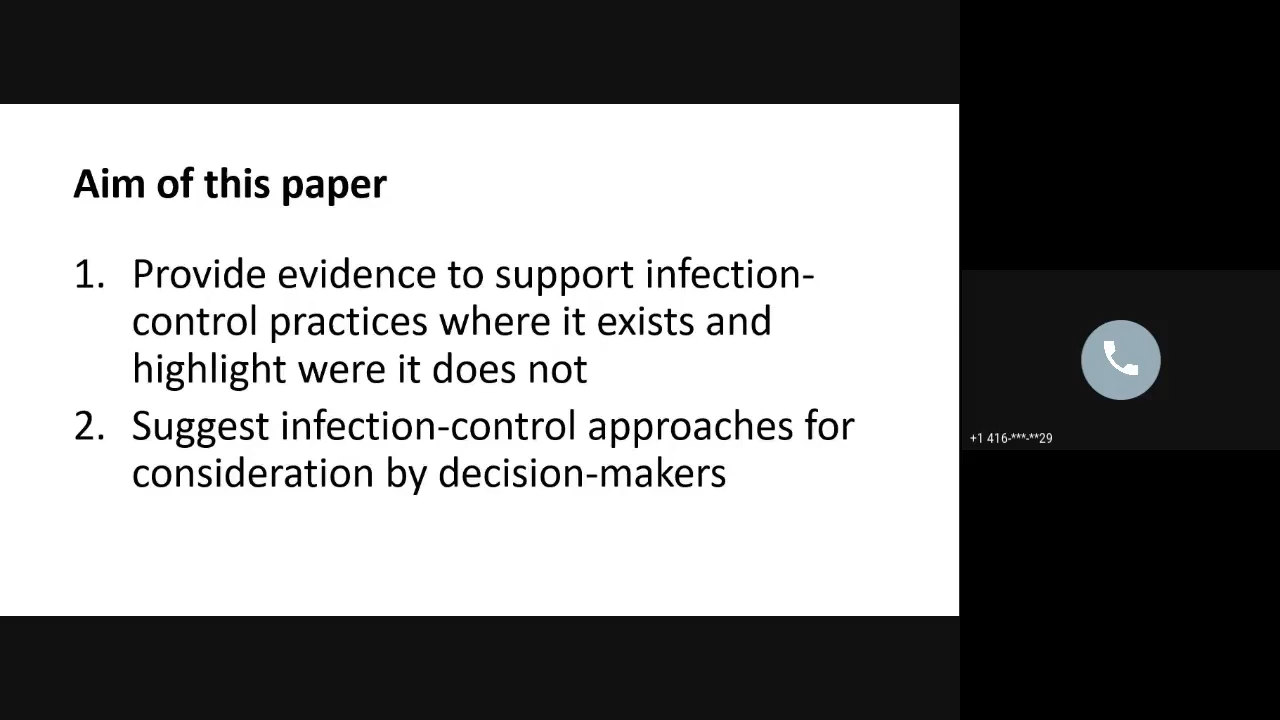 Aim of this paper
1. Provide evidence to support infection-
control practices where it exists and
highlight were it does not
2. Suggest infection-control approaches for
consideration by decision-makers
+1 416-***-**29